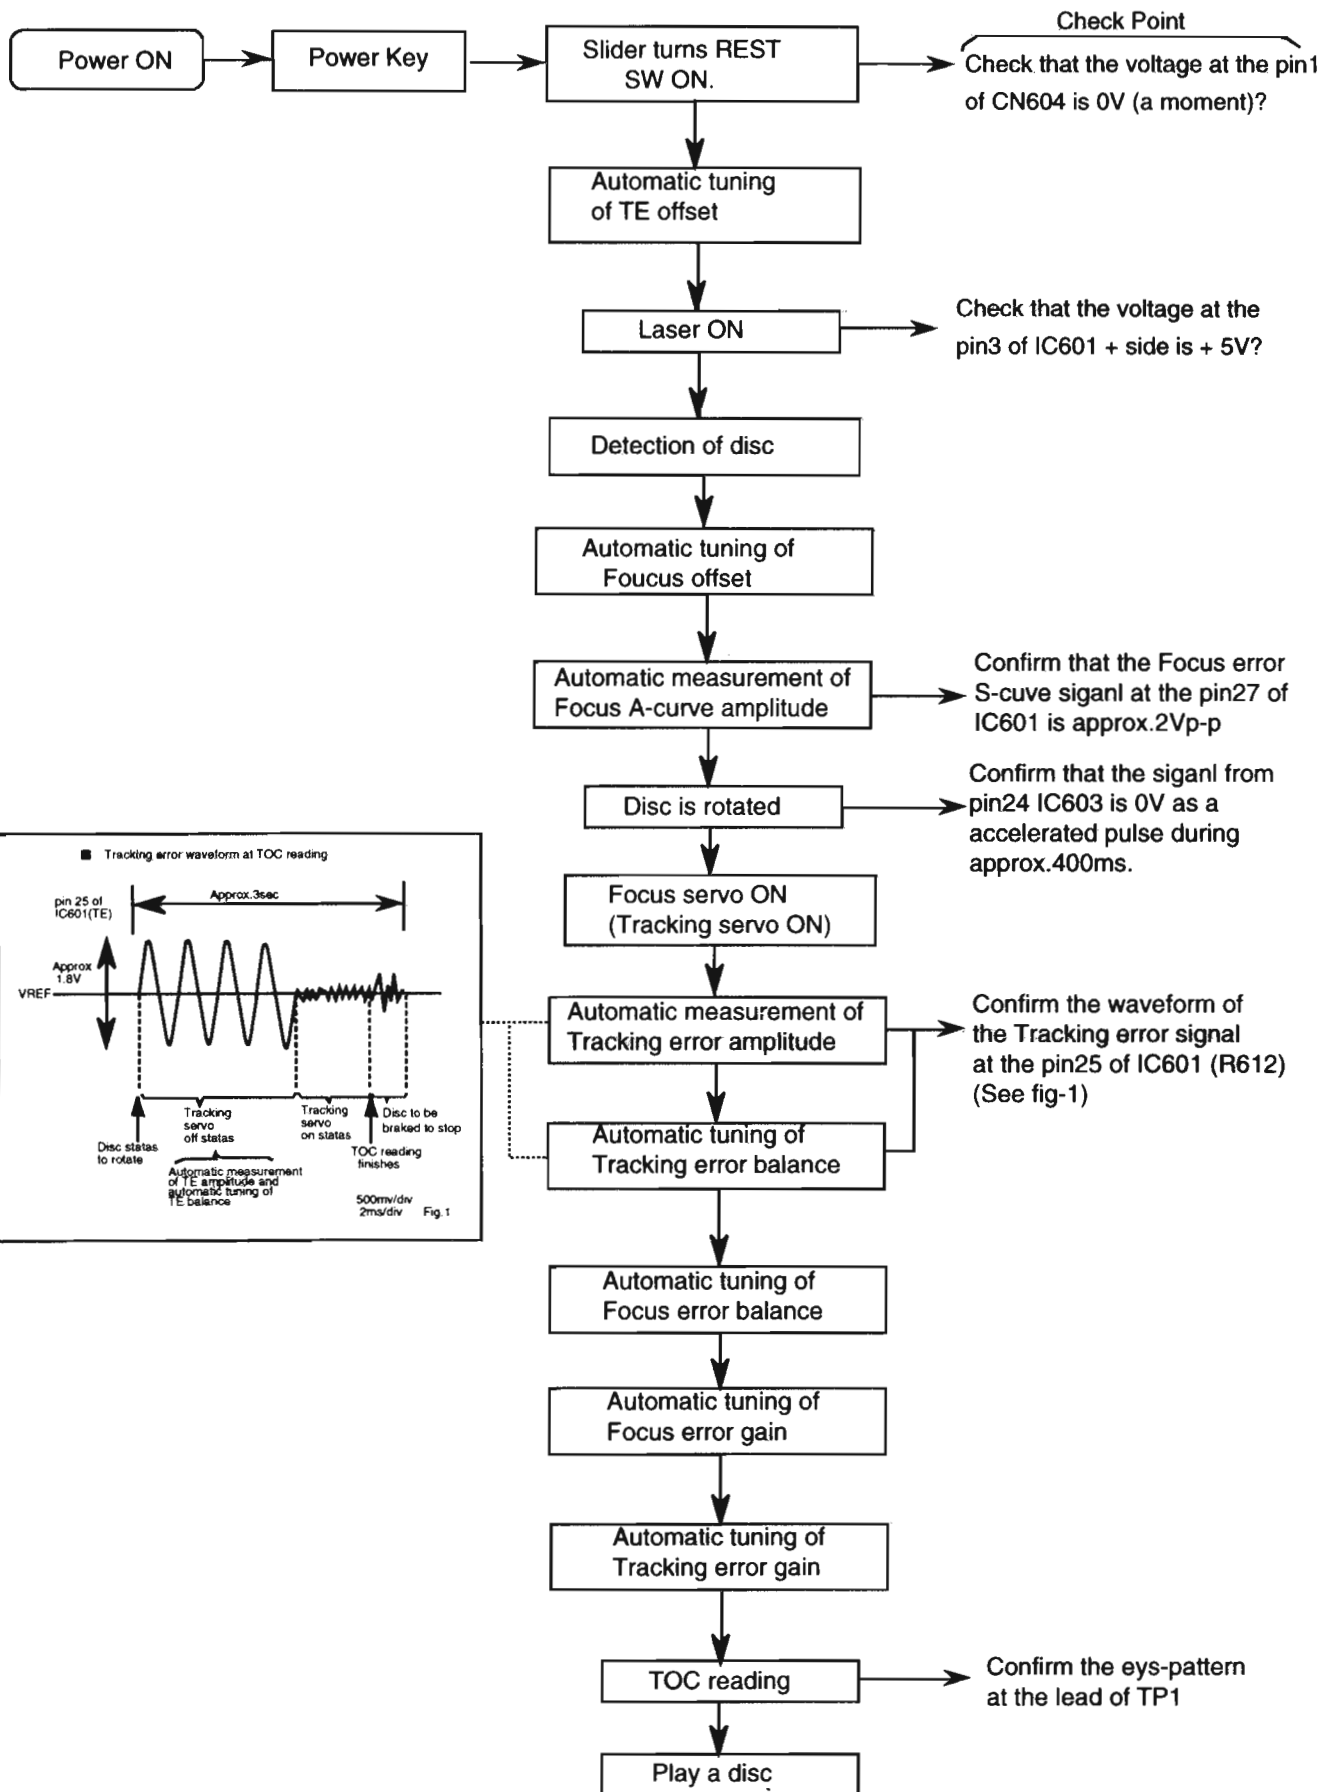 Check Point
Power ON
Power Key
Slider turns REST
SW ON.
Check that the voltage at the pin1
of CN604 is 0V (a moment)?
Automatic tuning
of TE offset
Laser ON
Check that the voltage at the
pin3 of IC601 + side is + 5V?
Detection of disc
Automatic tuning of
Foucus offset
Automatic measurement of
Focus A-curve amplitude
Confirm that the Focus error
S-cuve siganl at the pin27 of
IC601 is approx.2Vp-p
Disc is rotated
Confirm that the siganl from
pin24 IC603 is 0V as a
accelerated pulse during
approx.400ms.
Focus servo ON
(Tracking servo ON)
Automatic measurement of
Tracking error amplitude
Confirm the waveform of
the Tracking error signal
at the pin25 of IC601 (R612)
(See fig-1)
Automatic tuning of
Tracking error balance
■ Tracking error waveform at TOC reading
pin 25 of
IC601(TE)
Approx.3sec
Approx
1.8V
VREF
Tracking
servo
off statas
Tracking
servo
on statas
Disc to be
braked to stop
Disc statas
to rotate
TOC reading
finishes
Automatic measurement
of TE amplitude and
automatic tuning of
TE balance
500mv/div
2ms/div
Fig.1
Automatic tuning of
Focus error balance
Automatic tuning of
Focus error gain
Automatic tuning of
Tracking error gain
TOC reading
Confirm the eys-pattern
at the lead of TP1
Play a disc